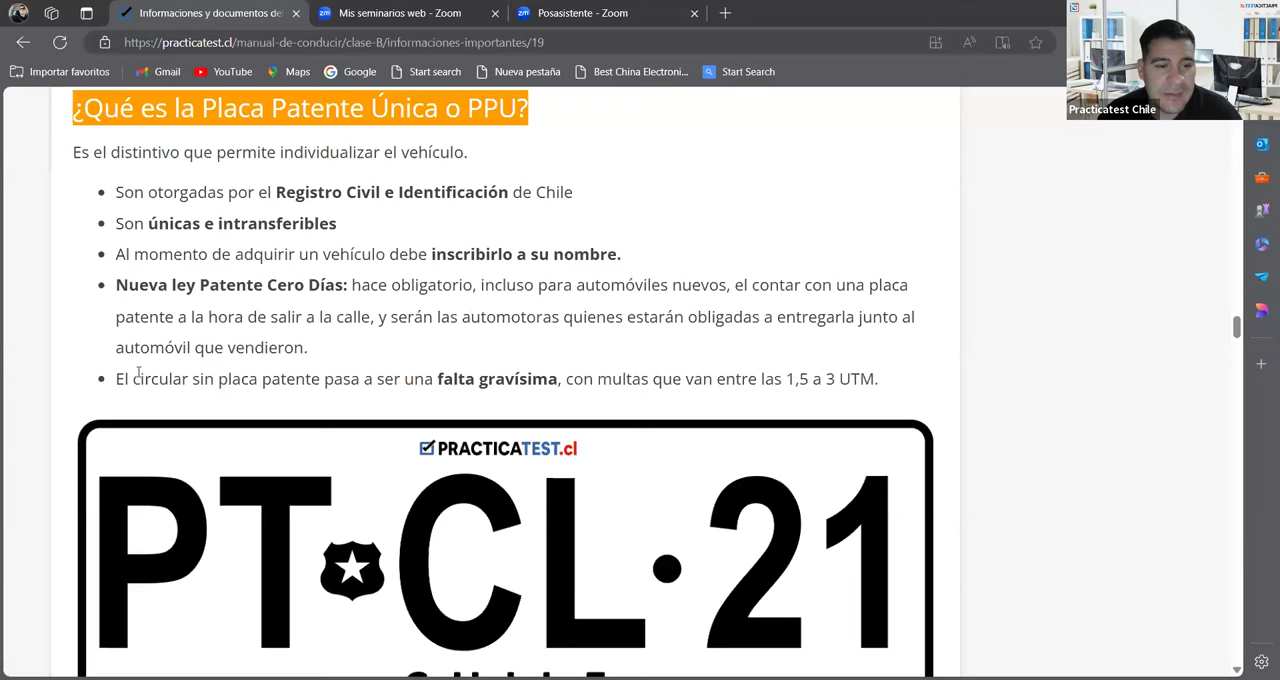 Informaciones y documentos del
Mis seminarios web - Zoom
Posasistente - Zoom
https://practicatest.cl/manual-de-conducir/clase-B/informaciones-importantes/19
Importar favoritos
Gmail
YouTube
Maps
Google
Start search
Nueva pestaña
Best China Electroni...
Start Search
Practicatest Chile
¿Qué es la Placa Patente Única o PPU?
Es el distintivo que permite individualizar el vehículo.
• Son otorgadas por el Registro Civil e Identificación de Chile
• Son únicas e intransferibles
• Al momento de adquirir un vehículo debe inscribirlo a su nombre.
• Nueva ley Patente Cero Días: hace obligatorio, incluso para automóviles nuevos, el contar con una placa
patente a la hora de salir a la calle, y serán las automotoras quienes estarán obligadas a entregarla junto al
automóvil que vendieron.
• El circular sin placa patente pasa a ser una falta gravísima, con multas que van entre las 1,5 a 3 UTM.
PRACTICATEST.cl
PT CL·21